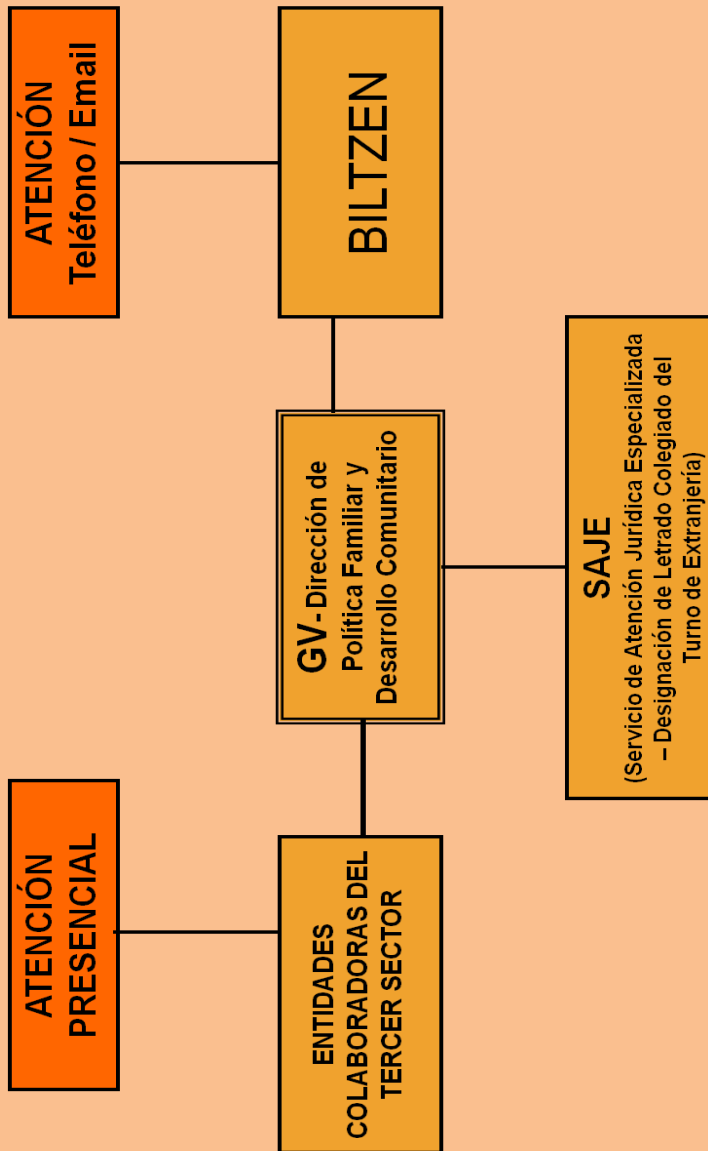 ATENCIÓN
PRESENCIAL
ATENCIÓN
Teléfono / Email
ENTIDADES
COLABORADORAS DEL
TERCER SECTOR
GV- Dirección de
Política Familiar y
Desarrollo Comunitario
BILTZEN
SAJE
(Servicio de Atención Jurídica Especializada
– Designación de Letrado Colegiado del
Turno de Extranjería)